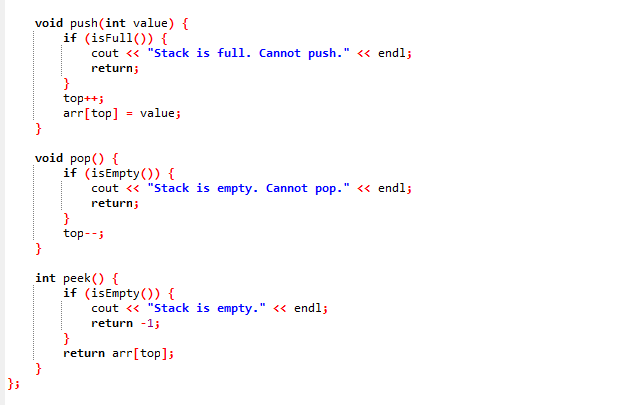 void push(int value) {
if (isFull()) {
cout << "Stack is full. Cannot push." << endl;
return;
}
top++;
arr[top] = value;
}
void pop() {
if (isEmpty()) {
cout << "Stack is empty. Cannot pop." << endl;
return;
}
top--;
}
int peek() {
if (isEmpty()) {
cout << "Stack is empty." << endl;
return -1;
}
return arr[top];
}
};